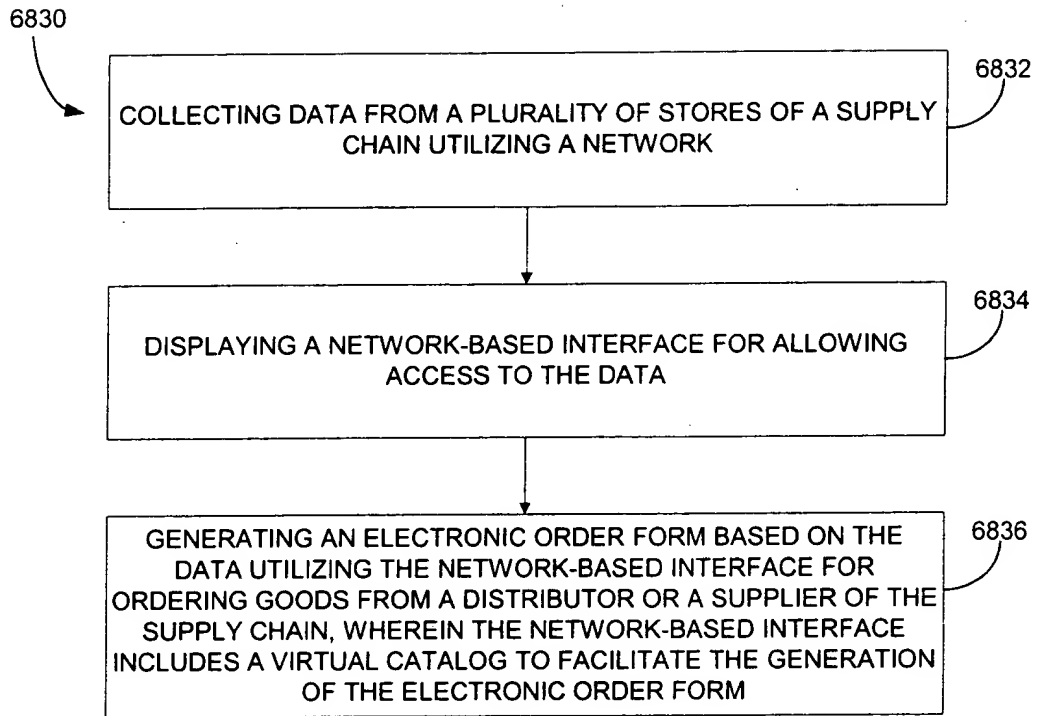 6830
6832
COLLECTING DATA FROM A PLURALITY OF STORES OF A SUPPLY
CHAIN UTILIZING A NETWORK
6834
DISPLAYING A NETWORK-BASED INTERFACE FOR ALLOWING
ACCESS TO THE DATA
6836
GENERATING AN ELECTRONIC ORDER FORM BASED ON THE
DATA UTILIZING THE NETWORK-BASED INTERFACE FOR
ORDERING GOODS FROM A DISTRIBUTOR OR A SUPPLIER OF THE
SUPPLY CHAIN, WHEREIN THE NETWORK-BASED INTERFACE
INCLUDES A VIRTUAL CATALOG TO FACILITATE THE GENERATION
OF THE ELECTRONIC ORDER FORM